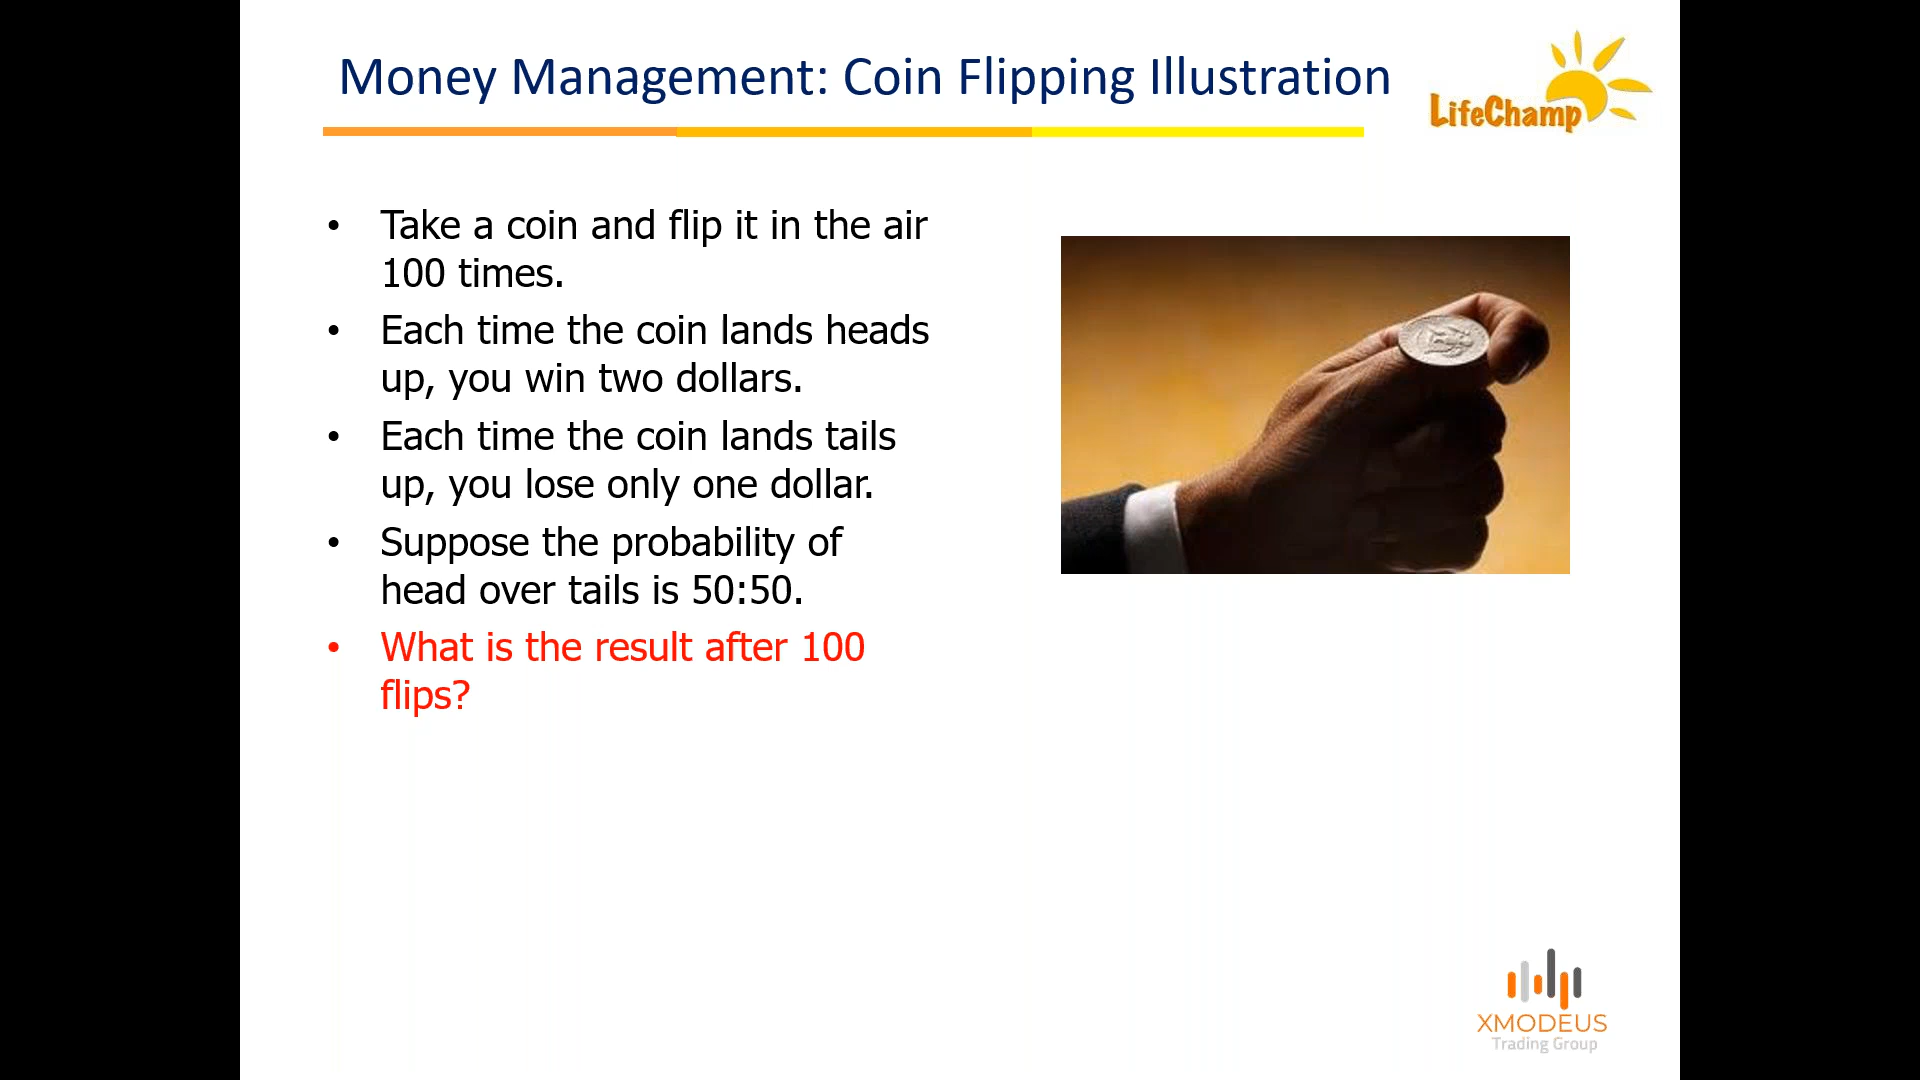 Money Management: Coin Flipping Illustration
LifeChamp
• Take a coin and flip it in the air
100 times.
• Each time the coin lands heads
up, you win two dollars.
• Each time the coin lands tails
up, you lose only one dollar.
• Suppose the probability of
head over tails is 50:50.
• What is the result after 100
flips?
XMODEUS
Trading Group